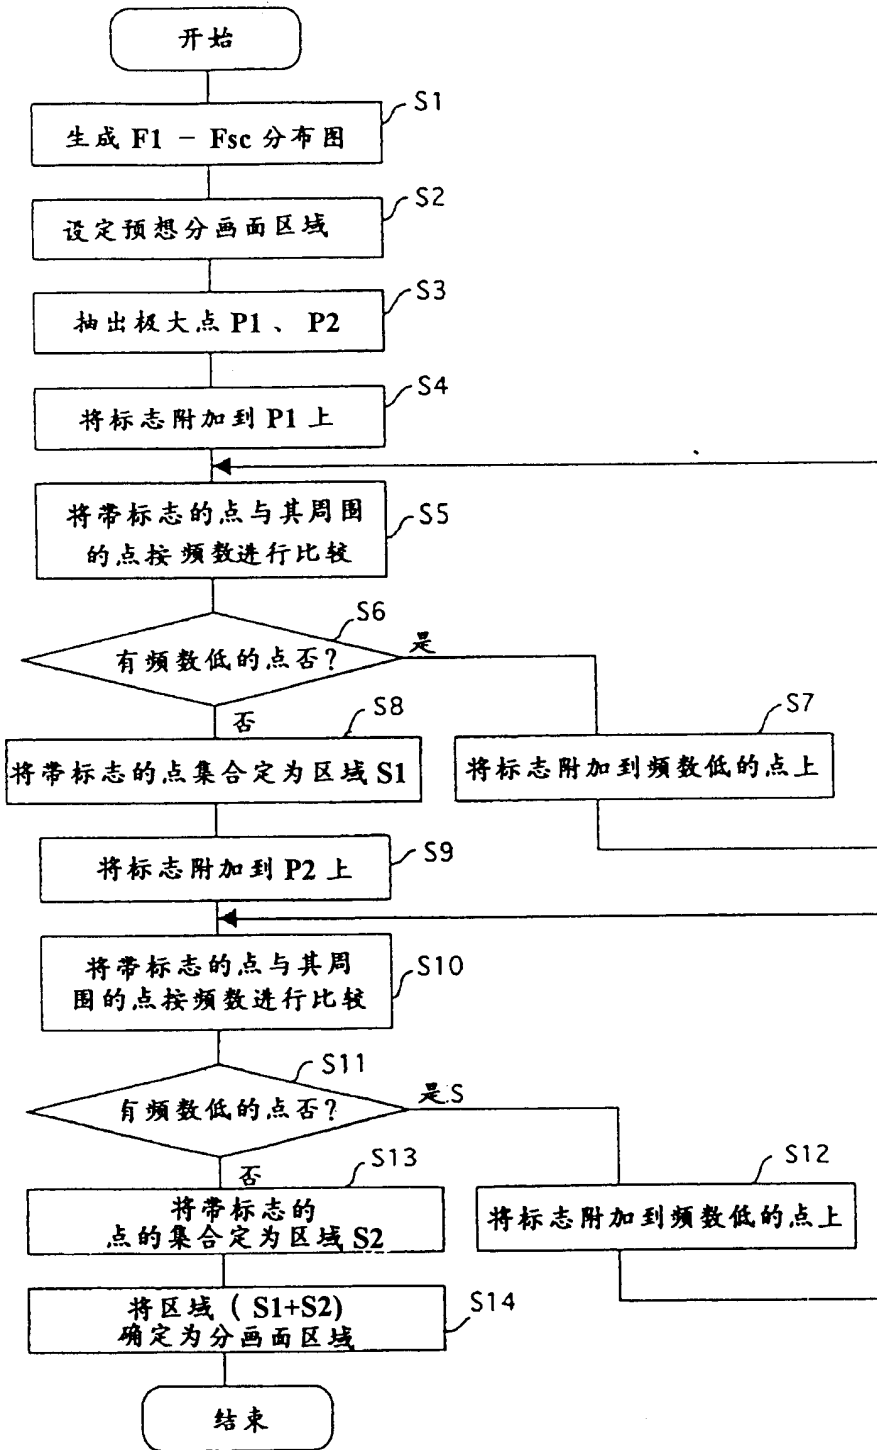 开始
S1
生成 F1 － Fsc 分布图
S2
设定预想分画面区域
S3
抽出极大点 P1 、 P2
S4
将标志附加到 P1 上
将带标志的点与其周围
的点按频数进行比较
S5
S6
有频数低的点否?
是
否
S7
将标志附加到频数低的点上
S8
将带标志的点集合定为区域 S1
S9
将标志附加到 P2 上
将带标志的点与其周
围的点按频数进行比较
S10
S11
有频数低的点否?
是S
否
S12
将标志附加到频数低的点上
S13
将带标志的
点的集合定为区域 S2
S14
将区域 ( S1+S2)
确定为分画面区域
结束